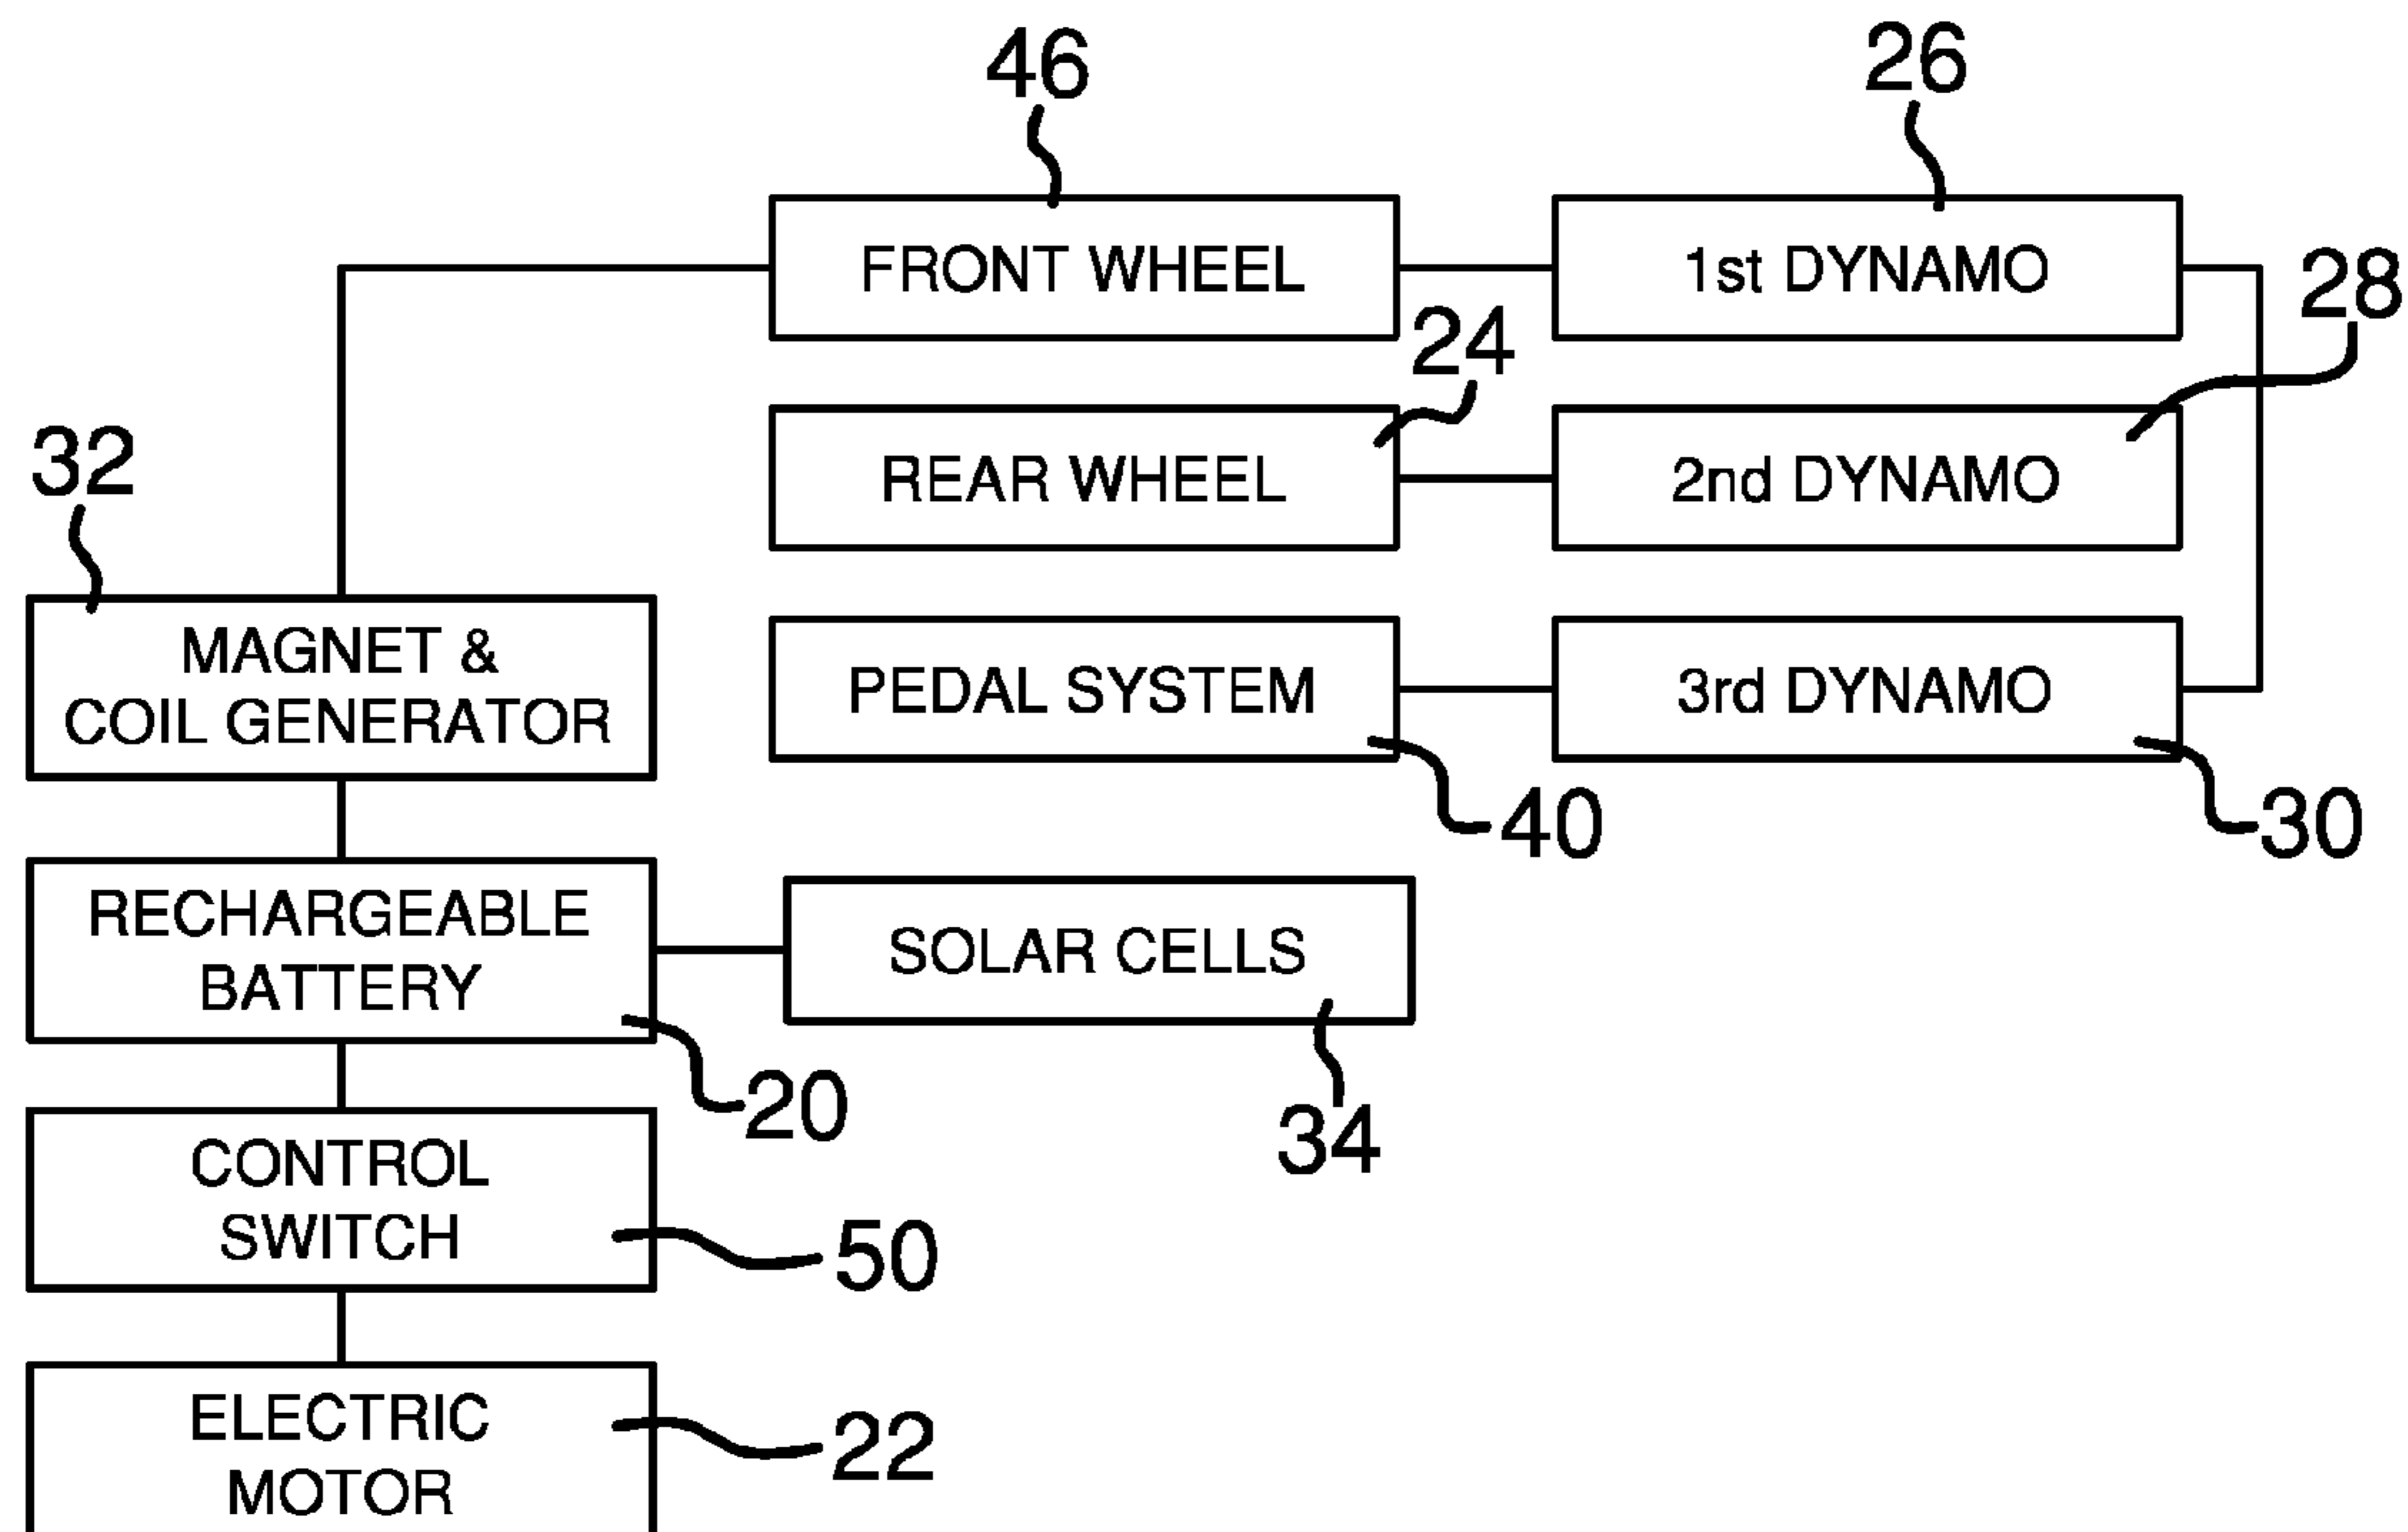 46
26
FRONT WHEEL
1st DYNAMO
28
24
32
REAR WHEEL
2nd DYNAMO
MAGNET &
COIL GENERATOR
PEDAL SYSTEM
3rd DYNAMO
40
30
RECHARGEABLE
BATTERY
SOLAR CELLS
20
34
CONTROL
SWITCH
50
ELECTRIC
MOTOR
22